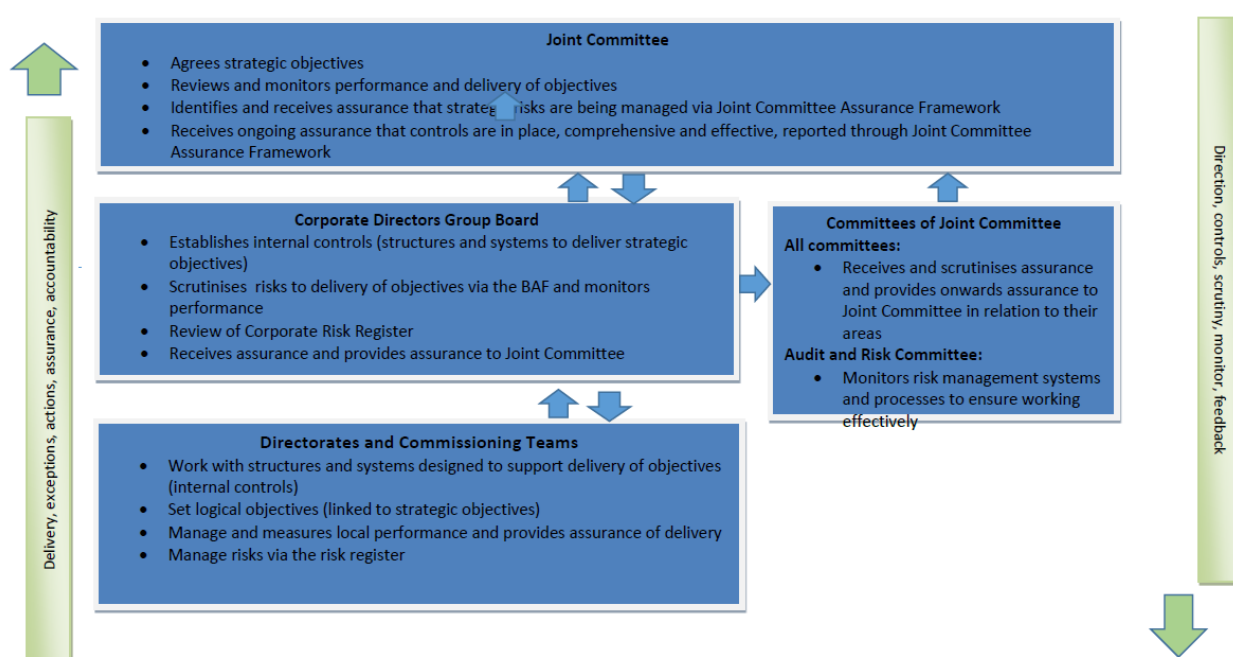 Joint Committee
• Agrees strategic objectives
• Reviews and monitors performance and delivery of objectives
• Identifies and receives assurance that strategic risks are being managed via Joint Committee Assurance Framework
• Receives ongoing assurance that controls are in place, comprehensive and effective, reported through Joint Committee
Assurance Framework
Corporate Directors Group Board
• Establishes internal controls (structures and systems to deliver strategic
objectives)
• Scrutinises risks to delivery of objectives via the BAF and monitors
performance
• Review of Corporate Risk Register
• Receives assurance and provides assurance to Joint Committee
Committees of Joint Committee
All committees:
• Receives and scrutinises assurance
and provides onwards assurance to
Joint Committee in relation to their
areas
Audit and Risk Committee:
• Monitors risk management systems
and processes to ensure working
effectively
Directorates and Commissioning Teams
• Work with structures and systems designed to support delivery of objectives
(internal controls)
• Set logical objectives (linked to strategic objectives)
• Manage and measures local performance and provides assurance of delivery
• Manage risks via the risk register
Delivery, exceptions, actions, assurance, accountability
Direction, controls, scrutiny, monitor, feedback